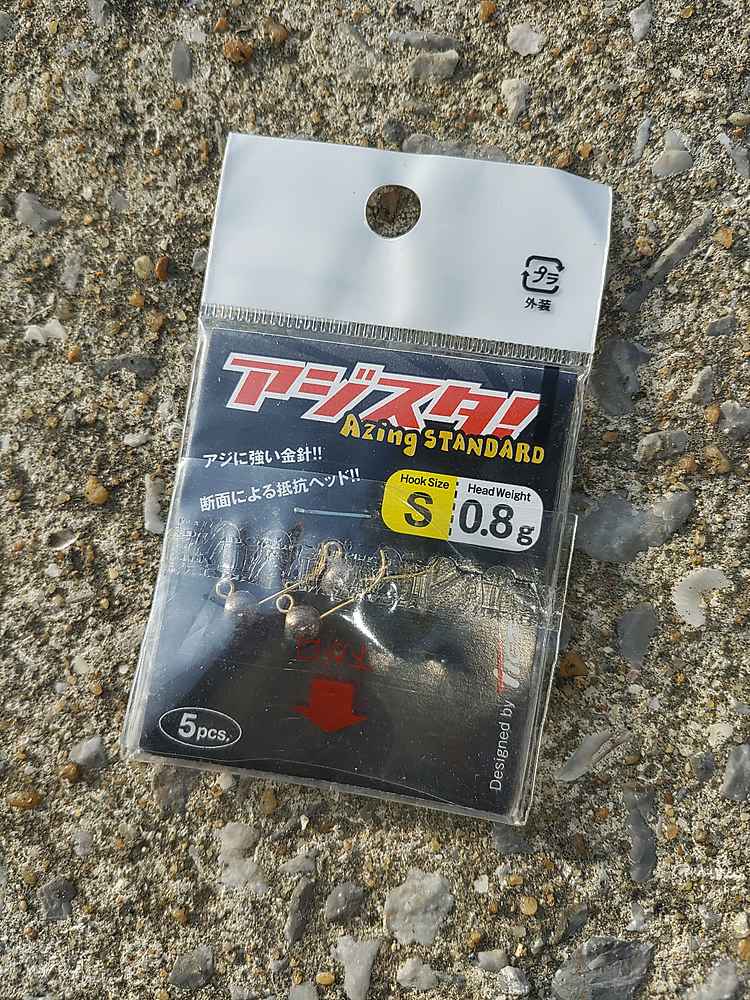 プラ
外装
アジスタ!
Azing STANDARD
アジに強い金針!!
断面による抵抗ヘッド!!
Hook Size
S
Head Weight
0.8g
5pcs.
Designed by